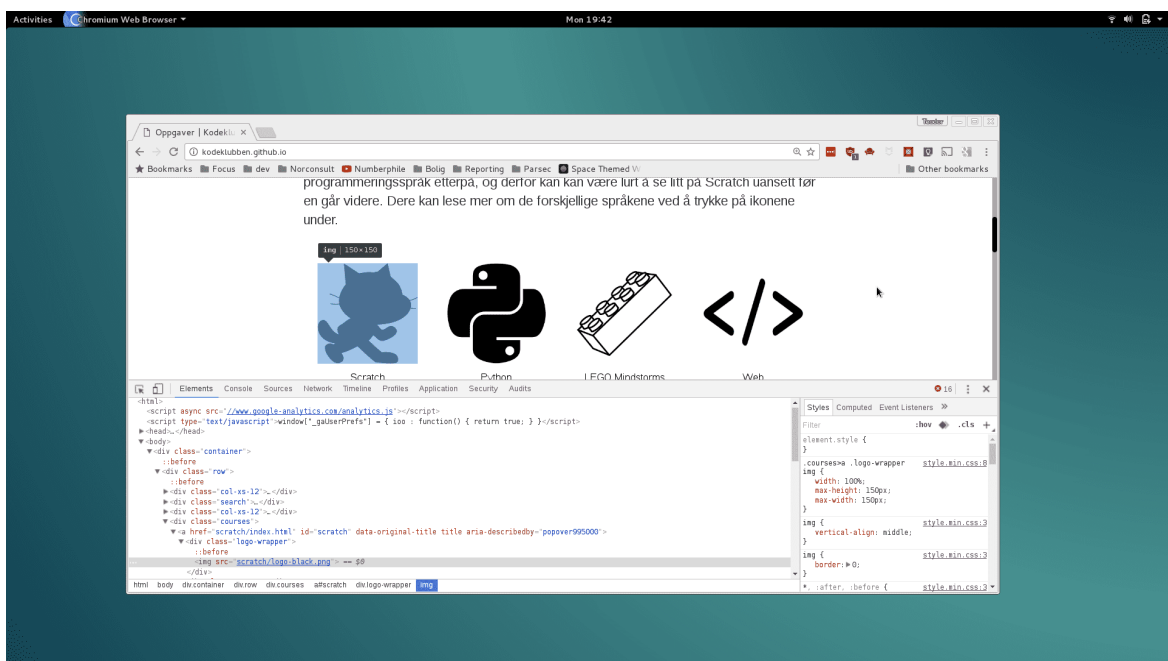 Activities Chromium Web Browser Mon 19:42
Oppgaver | Kodeklu
kodeklubben.github.io
Bookmarks Focus dev Norconsult Numberphile Bolig Reporting Parsec Space Themed W Other bookmarks
programmeringsspråk etterpå, og derfor kan kan være lurt å se litt på Scratch uansett før
en går videre. Dere kan lese mer om de forskjellige språkene ved å trykke på ikonene
under.
img | 150×150
</>
Scratch Python LEGO Mindstorms Web
Elements Console Sources Network Timeline Profiles Application Security Audits 16
<html>
<script async src="//www.google-analytics.com/analytics.js"></script>
<script type="text/javascript">window["_gaUserPrefs"] = { ioo : function() { return true; } }</script>
<head>…</head>
<body>
<div class="container">
::before
<div class="row">
::before
<div class="col-xs-12">…</div>
<div class="search">…</div>
<div class="col-xs-12">…</div>
<div class="courses">
<a href="scratch/index.html" id="scratch" data-original-title title aria-describedby="popover995000">
<div class="logo-wrapper">
::before
<img src="scratch/logo-black.png"> == $0
</div>
html body div.container div.row div.courses a#scratch div.logo-wrapper img
Styles Computed Event Listeners »
Filter :hov .cls +
element.style {
}
.courses>a .logo-wrapper style.min.css:8
img {
width: 100%;
max-height: 150px;
max-width: 150px;
}
img { style.min.css:3
vertical-align: middle;
}
img { style.min.css:3
border: 0;
}
*, :after, :before { style.min.css:3